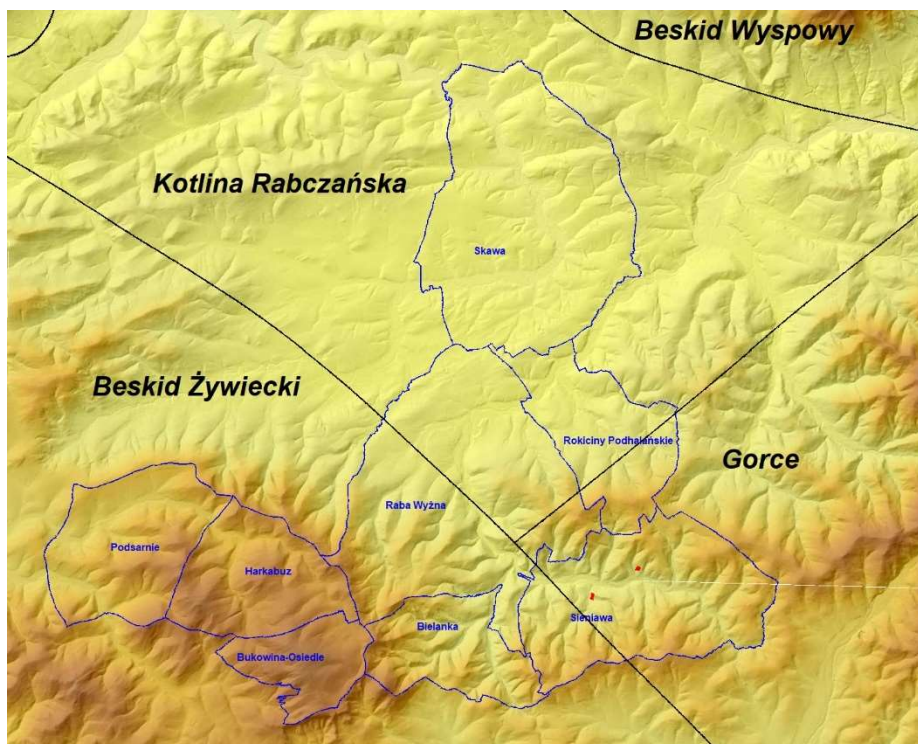 Beskid Wyspowy
Kotlina Rabczańska
Skawa
Beskid Żywiecki
Rokiciny Podhalańskie
Gorce
Raba Wyżna
Podsarnie
Harkabuz
Sieniawa
Bielanka
Bukowina-Osiedle